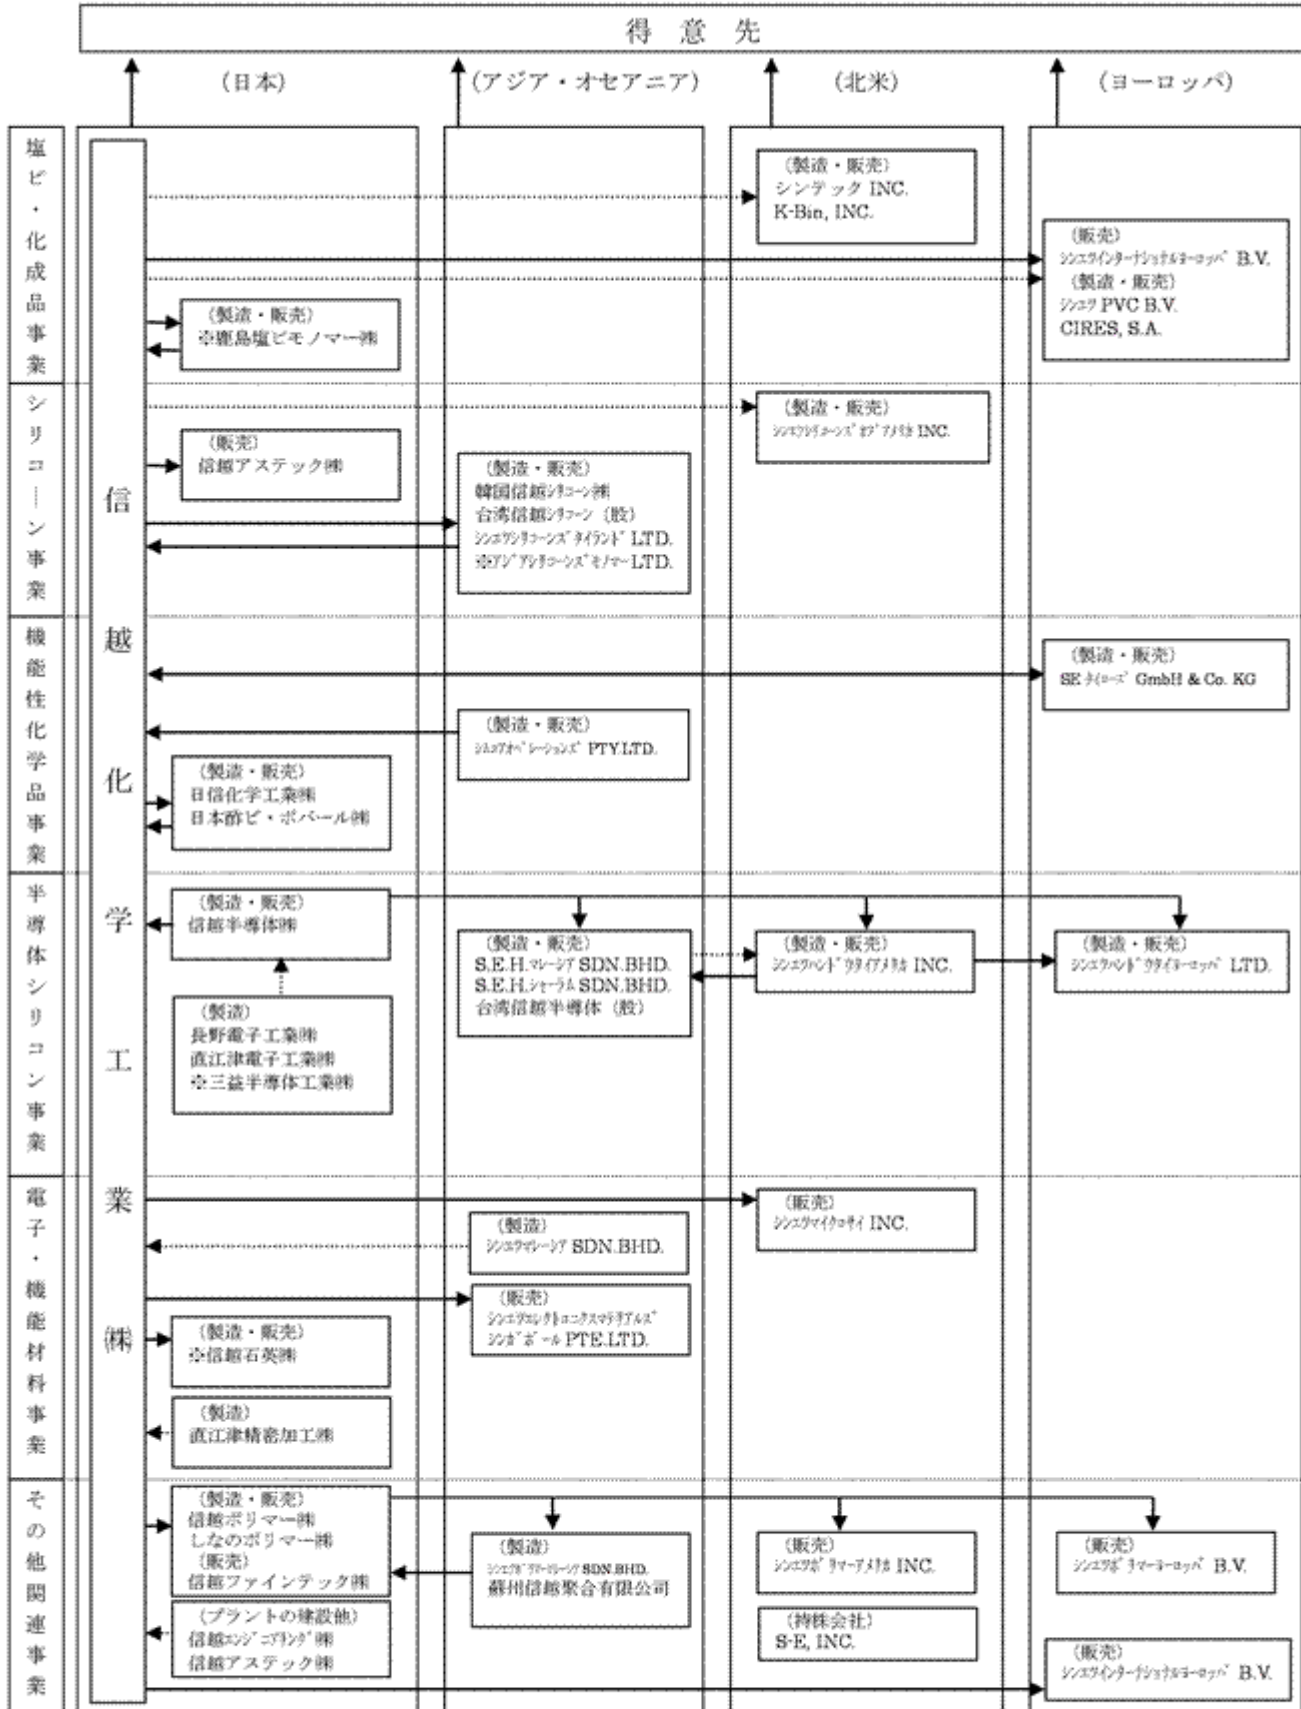 得意先
(日本)
(アジア・オセアニア)
(北米)
(ヨーロッパ)
信越化学工業㈱
塩ビ・化成品事業
(製造・販売)
シンテック INC.
K-Bin, INC.
(販売)
シンエツインターナショナルヨーロッパ B.V.
(製造・販売)
シンエツ PVC B.V.
CIRES, S.A.
(製造・販売)
※鹿島塩ビモノマー㈱
シリコーン事業
(製造・販売)
シンエツシリコーンズオブアメリカ INC.
(販売)
信越アステック㈱
(製造・販売)
韓国信越シリコーン㈱
台湾信越シリコーン(股)
シンエツシリコーンズタイランド LTD.
※アジアシリコーンズモノマー LTD.
機能性化学品事業
(製造・販売)
SE タイローズ GmbH & Co. KG
(製造・販売)
シムコアオペレーションズ PTY.LTD.
(製造・販売)
日信化学工業㈱
日本酢ビ・ポバール㈱
半導体シリコン事業
(製造・販売)
信越半導体㈱
(製造・販売)
S.E.H.マレーシア SDN.BHD.
S.E.H.シャーラム SDN.BHD.
台湾信越半導体(股)
(製造・販売)
シンエツハンドウタイアメリカ INC.
(製造・販売)
シンエツハンドウタイヨーロッパ LTD.
(製造)
長野電子工業㈱
直江津電子工業㈱
※三益半導体工業㈱
電子・機能材料事業
(販売)
シンエツマイクロサイ INC.
(製造)
シンエツマレーシア SDN.BHD.
(販売)
シンエツエレクトロニクスマテリアルズ
シンガポール PTE.LTD.
(製造・販売)
※信越石英㈱
(製造)
直江津精密加工㈱
その他関連事業
(製造・販売)
信越ポリマー㈱
しなのポリマー㈱
(販売)
信越ファインテック㈱
(製造)
シンエツポリマーマレーシア SDN.BHD.
蘇州信越聚合有限公司
(販売)
シンエツポリマーアメリカ INC.
(販売)
シンエツポリマーヨーロッパ B.V.
(プラントの建設他)
信越エンジニアリング㈱
信越アステック㈱
(持株会社)
S-E, INC.
(販売)
シンエツインターナショナルヨーロッパ B.V.